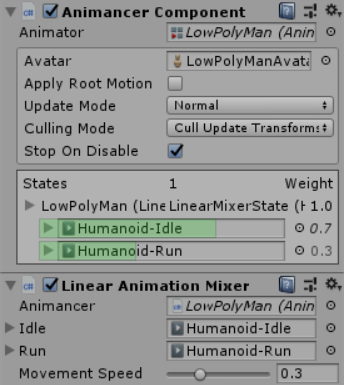 Animancer Component
Animator LowPolyMan (Anin
Avatar LowPolyManAvata
Apply Root Motion
Update Mode Normal
Culling Mode Cull Update Transforms
Stop On Disable
States 1 Weight
LowPolyMan (Line LinearMixerState (H 1.0
Humanoid-Idle 0.7
Humanoid-Run 0.3
Linear Animation Mixer
Animancer LowPolyMan (Anin
Idle Humanoid-Idle
Run Humanoid-Run
Movement Speed 0.3